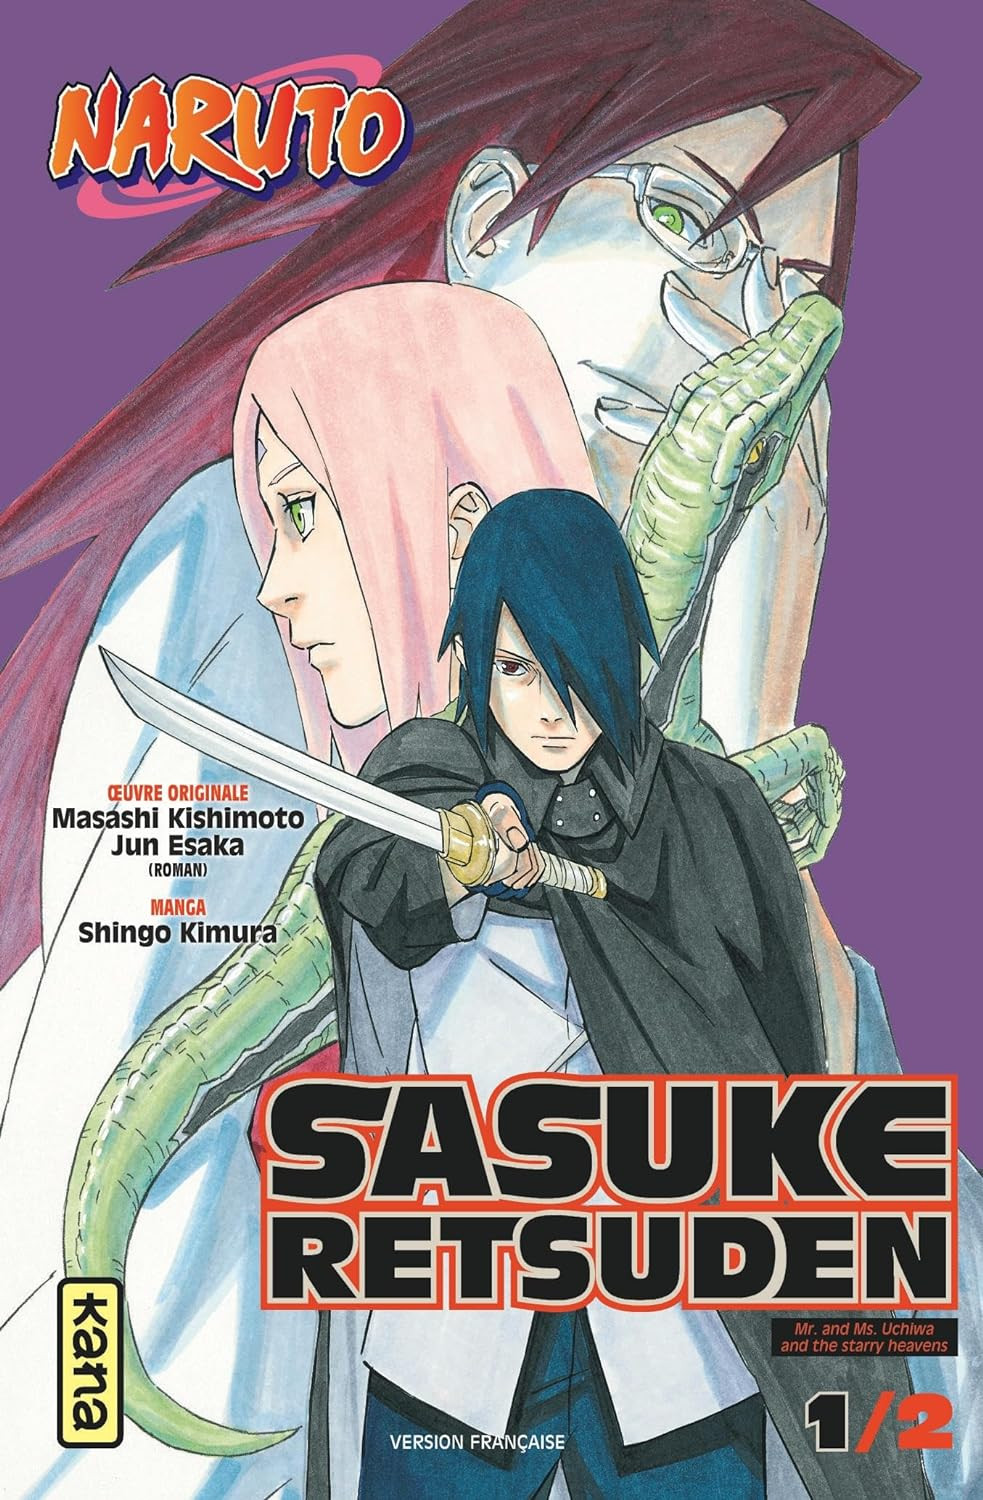 NARUTO
ŒUVRE ORIGINALE
Masashi Kishimoto
Jun Esaka
(ROMAN)
MANGA
Shingo Kimura
SASUKE
RETSUDEN
Mr. and Ms. Uchiwa
and the starry heavens
kana
1/2
VERSION FRANÇAISE